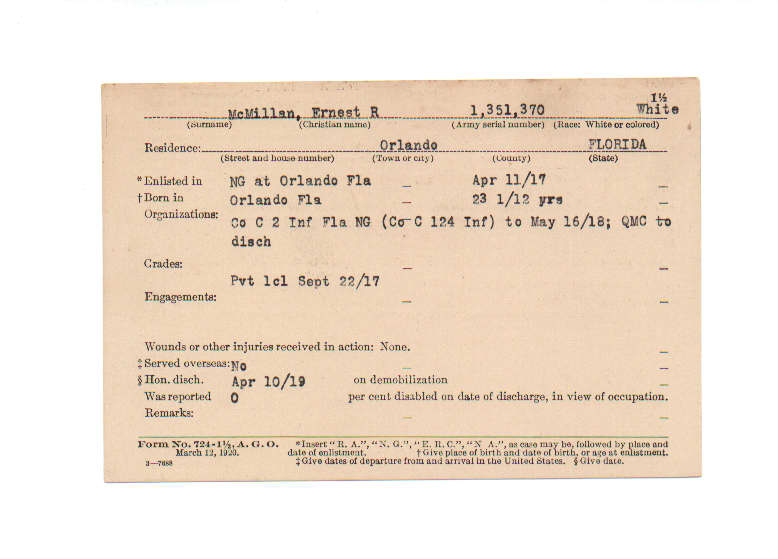 1½
McMillan, Ernest R 1,351,370 White
(Surname) (Christian name) (Army serial number) (Race: White or colored)
Residence: Orlando FLORIDA
(Street and house number) (Town or city) (County) (State)
*Enlisted in NG at Orlando Fla Apr 11/17
†Born in Orlando Fla 23 1/12 yrs
Organizations: Co C 2 Inf Fla NG (Co C 124 Inf) to May 16/18; QMC to
disch
Grades:
Pvt 1cl Sept 22/17
Engagements:
Wounds or other injuries received in action: None.
‡Served overseas: No
§Hon. disch. Apr 10/19 on demobilization
Was reported 0 per cent disabled on date of discharge, in view of occupation.
Remarks:
Form No. 724-1½, A. G. O. *Insert "R. A.", "N. G.", "E. R. C.", "N A.", as case may be, followed by place and
March 12, 1920. date of enlistment. †Give place of birth and date of birth, or age at enlistment.
3—7688 ‡Give dates of departure from and arrival in the United States. §Give date.